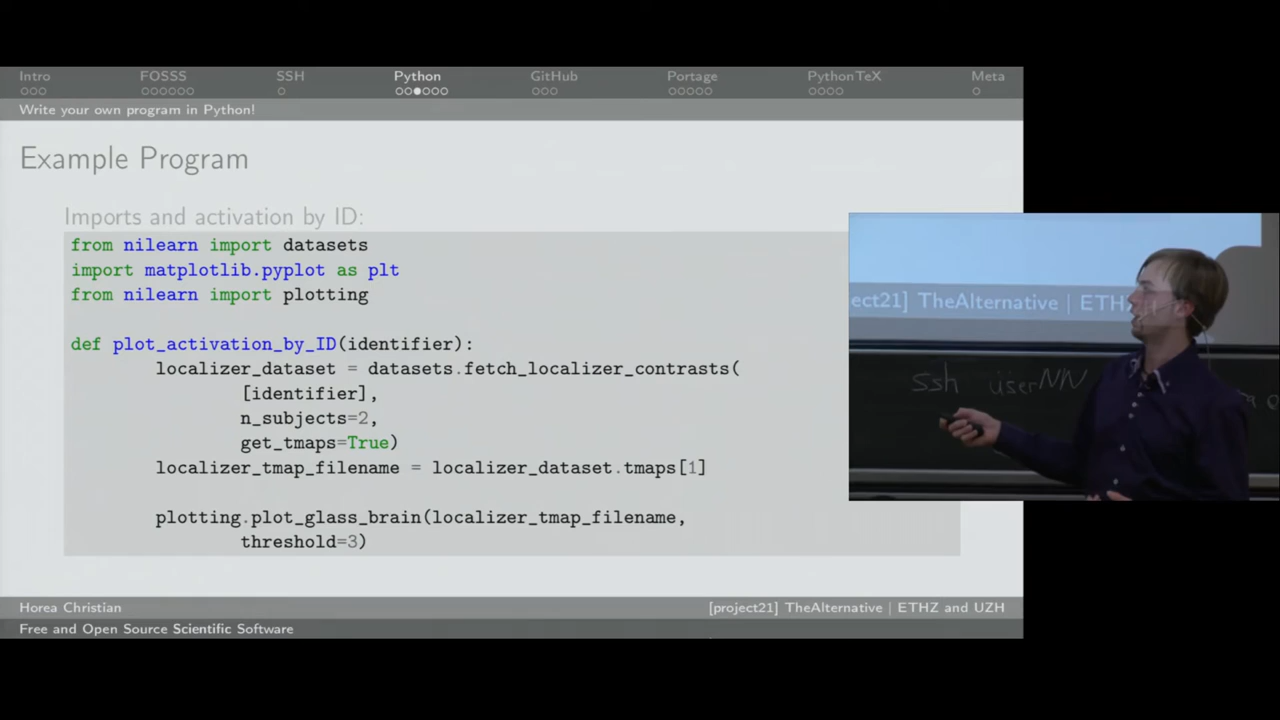 Intro FOSSS SSH Python GitHub Portage PythonTeX Meta
Write your own program in Python!
Example Program
Imports and activation by ID:
from nilearn import datasets
import matplotlib.pyplot as plt
from nilearn import plotting
def plot_activation_by_ID(identifier):
localizer_dataset = datasets.fetch_localizer_contrasts(
[identifier],
n_subjects=2,
get_tmaps=True)
localizer_tmap_filename = localizer_dataset.tmaps[1]
plotting.plot_glass_brain(localizer_tmap_filename,
threshold=3)
Horea Christian [project21] TheAlternative | ETHZ and UZH
Free and Open Source Scientific Software
ect21] TheAlternative | ETHZ
ssh userNN